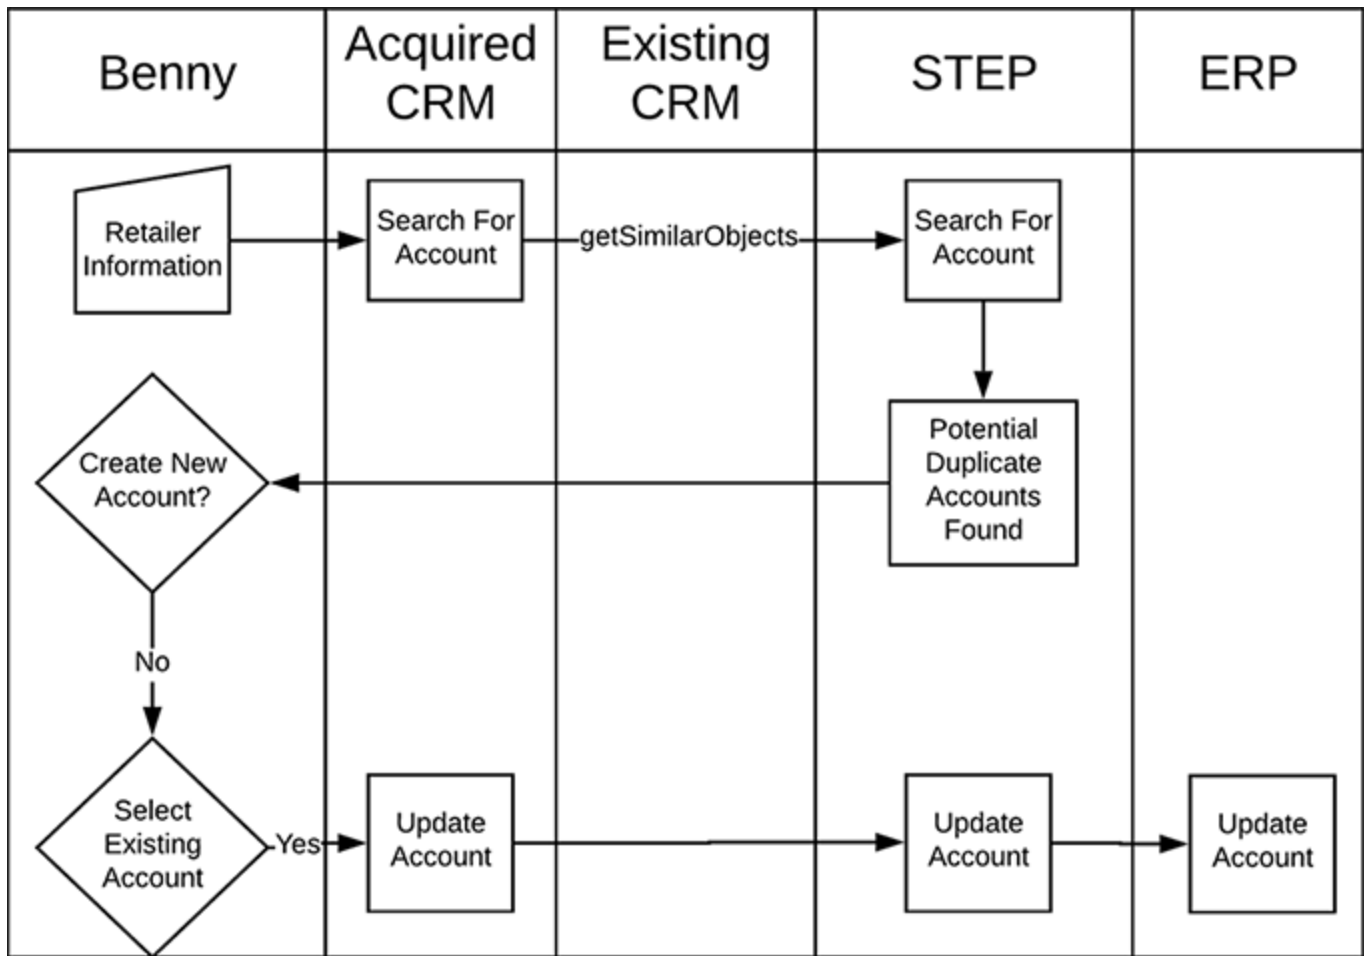 Benny
Acquired
CRM
Existing
CRM
STEP
ERP
Retailer
Information
Search For
Account
getSimilarObjects
Search For
Account
Potential
Duplicate
Accounts
Found
Create New
Account?
No
Select
Existing
Account
Yes
Update
Account
Update
Account
Update
Account